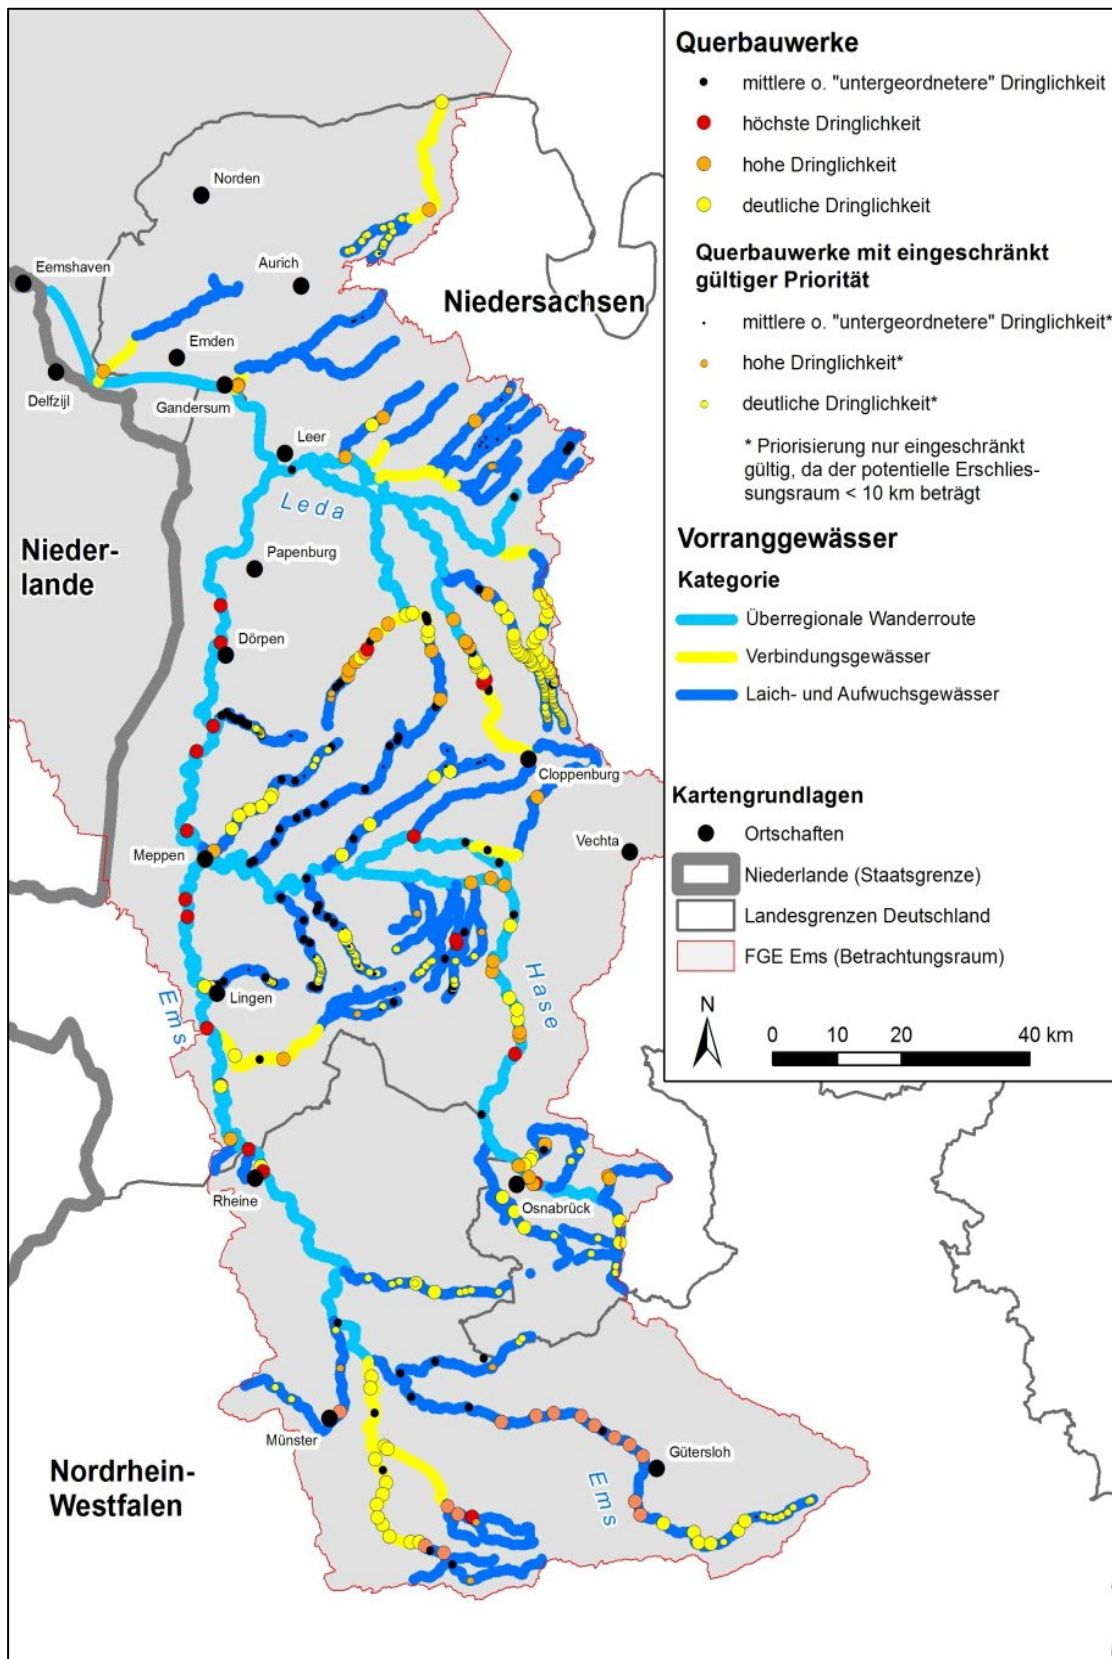 Querbauwerke
mittlere o. "untergeordnetere" Dringlichkeit
höchste Dringlichkeit
hohe Dringlichkeit
deutliche Dringlichkeit
Querbauwerke mit eingeschränkt
gültiger Priorität
mittlere o. "untergeordnetere" Dringlichkeit*
hohe Dringlichkeit*
deutliche Dringlichkeit*
* Priorisierung nur eingeschränkt
gültig, da der potentielle Erschlies-
sungsraum < 10 km beträgt
Vorranggewässer
Kategorie
Überregionale Wanderroute
Verbindungsgewässer
Laich- und Aufwuchsgewässer
Kartengrundlagen
Ortschaften
Niederlande (Staatsgrenze)
Landesgrenzen Deutschland
FGE Ems (Betrachtungsraum)
N
0 10 20 40 km
Norden
Eemshaven
Aurich
Niedersachsen
Emden
Delfzijl
Gandersum
Leer
Leda
Nieder-
lande
Papenburg
Dörpen
Cloppenburg
Vechta
Meppen
Hase
Lingen
Ems
Rheine
Osnabrück
Münster
Gütersloh
Ems
Nordrhein-
Westfalen